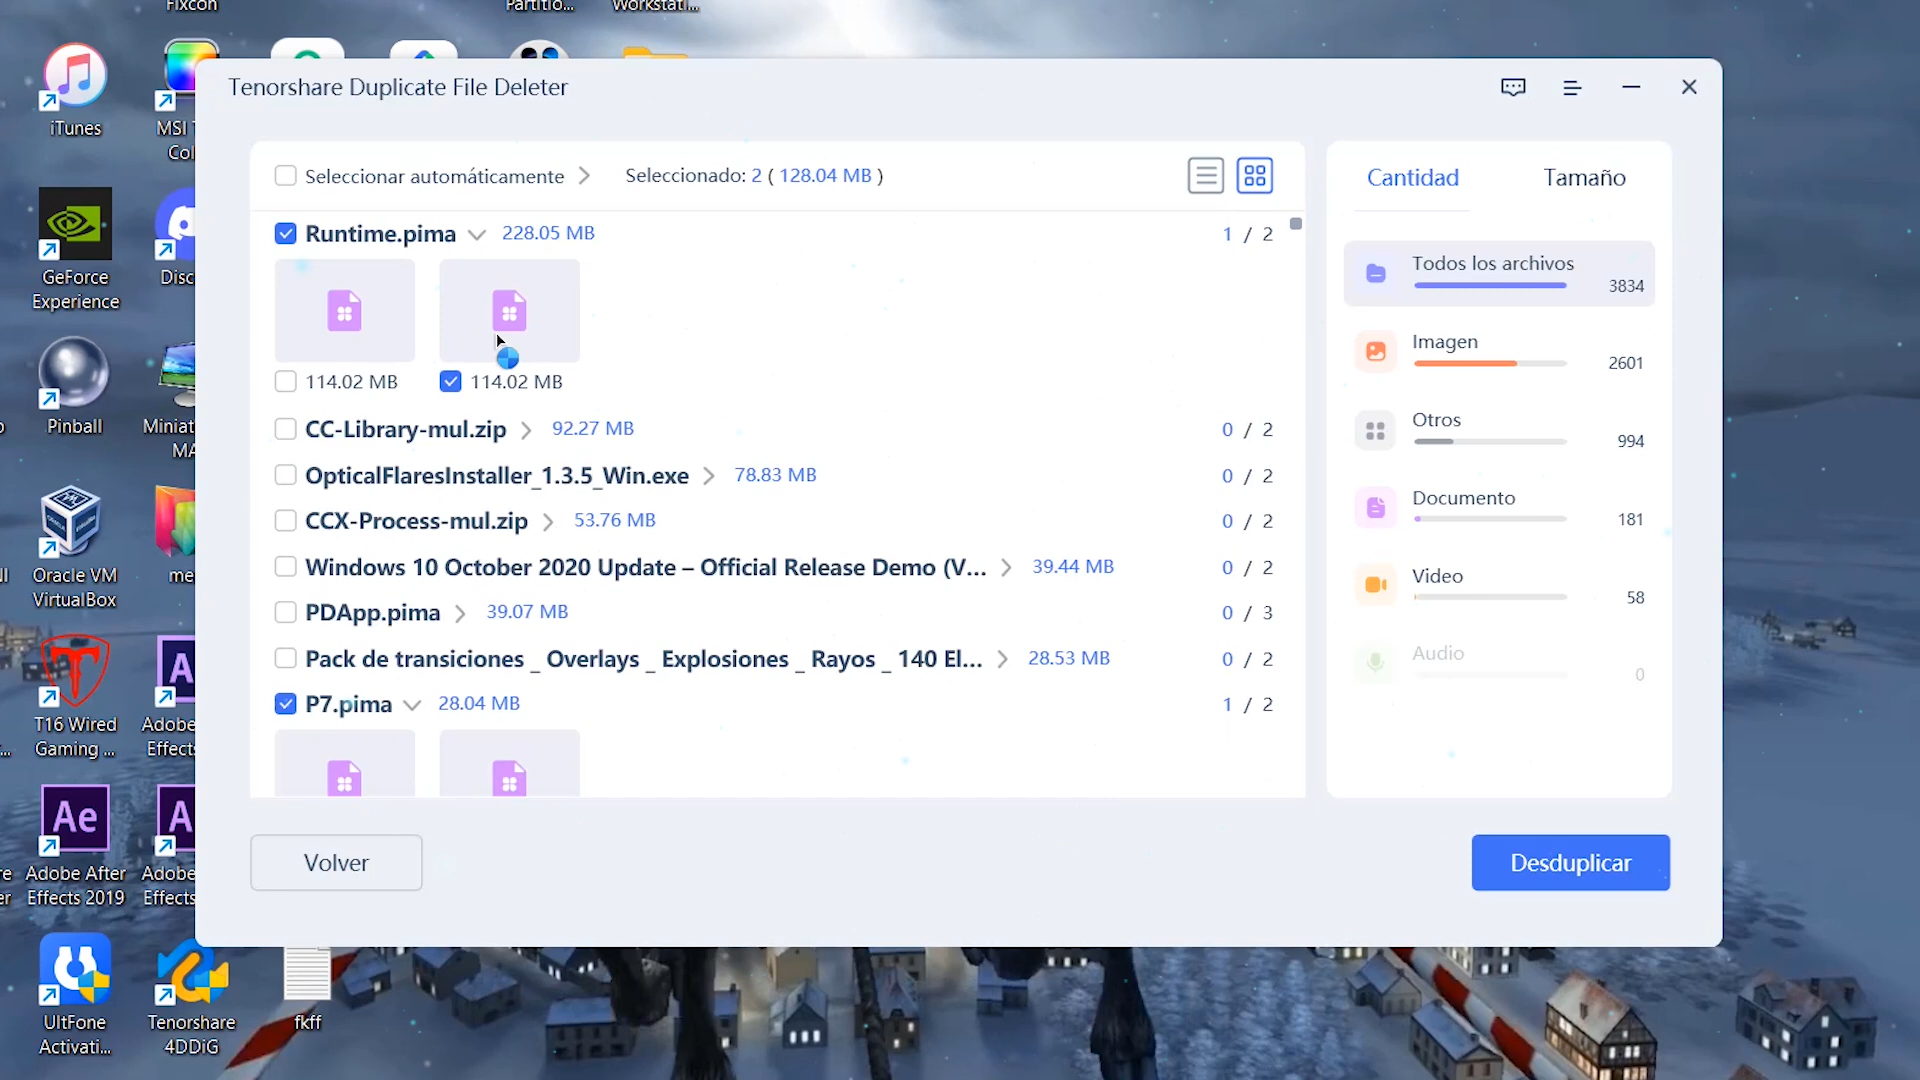 Fixcon
Partitio...
Workstati...
iTunes
MSI
Col
GeForce
Experience
Disc
Pinball
Miniat
MA
Oracle VM
VirtualBox
me
T16 Wired
Gaming ...
Adobe
Effects
Ae
Adobe After
Effects 2019
Adobe
Effects
UltFone
Activati...
Tenorshare
4DDiG
fkff
Tenorshare Duplicate File Deleter
Seleccionar automáticamente
Seleccionado: 2 ( 128.04 MB )
Runtime.pima 228.05 MB 1 / 2
114.02 MB 114.02 MB
CC-Library-mul.zip 92.27 MB 0 / 2
OpticalFlaresInstaller_1.3.5_Win.exe 78.83 MB 0 / 2
CCX-Process-mul.zip 53.76 MB 0 / 2
Windows 10 October 2020 Update – Official Release Demo (V... 39.44 MB 0 / 2
PDApp.pima 39.07 MB 0 / 3
Pack de transiciones _ Overlays _ Explosiones _ Rayos _ 140 El... 28.53 MB 0 / 2
P7.pima 28.04 MB 1 / 2
Cantidad Tamaño
Todos los archivos 3834
Imagen 2601
Otros 994
Documento 181
Video 58
Audio 0
Volver
Desduplicar